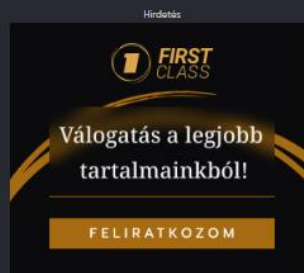 Hirdetés
FIRST
CLASS
Válogatás a legjobb
tartalmainkból!
FELIRATKOZOM